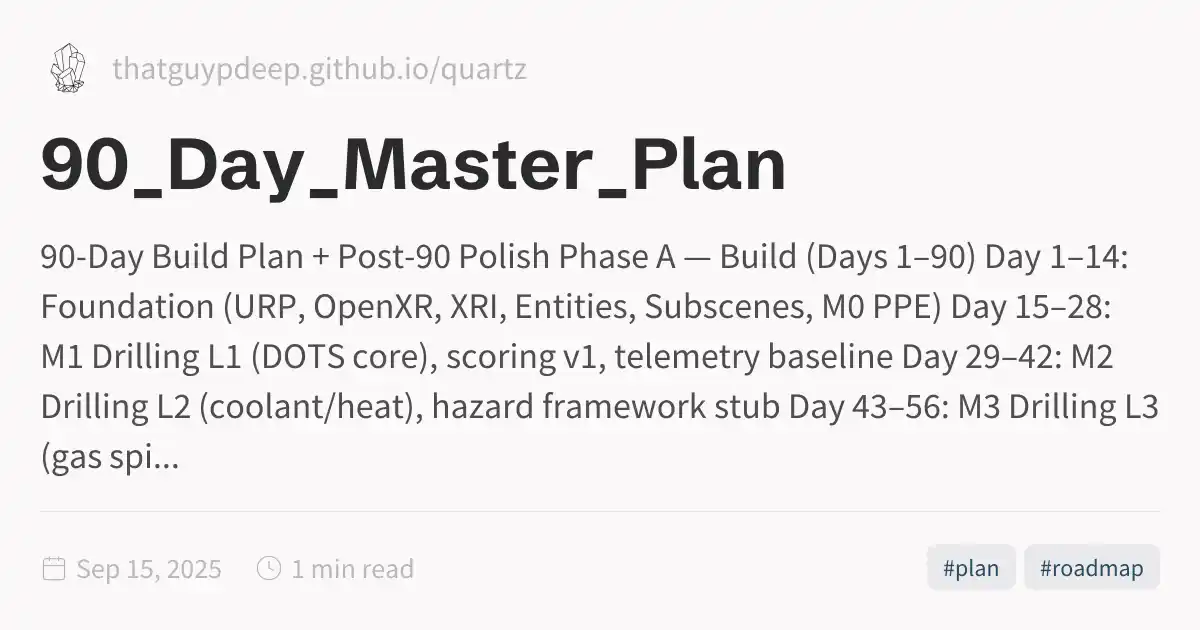 thatguypdeep.github.io/quartz
90_Day_Master_Plan
90-Day Build Plan + Post-90 Polish Phase A — Build (Days 1–90) Day 1–14:
Foundation (URP, OpenXR, XRI, Entities, Subscenes, M0 PPE) Day 15–28:
M1 Drilling L1 (DOTS core), scoring v1, telemetry baseline Day 29–42: M2
Drilling L2 (coolant/heat), hazard framework stub Day 43–56: M3 Drilling L3
(gas spi...
Sep 15, 2025 1 min read #plan #roadmap